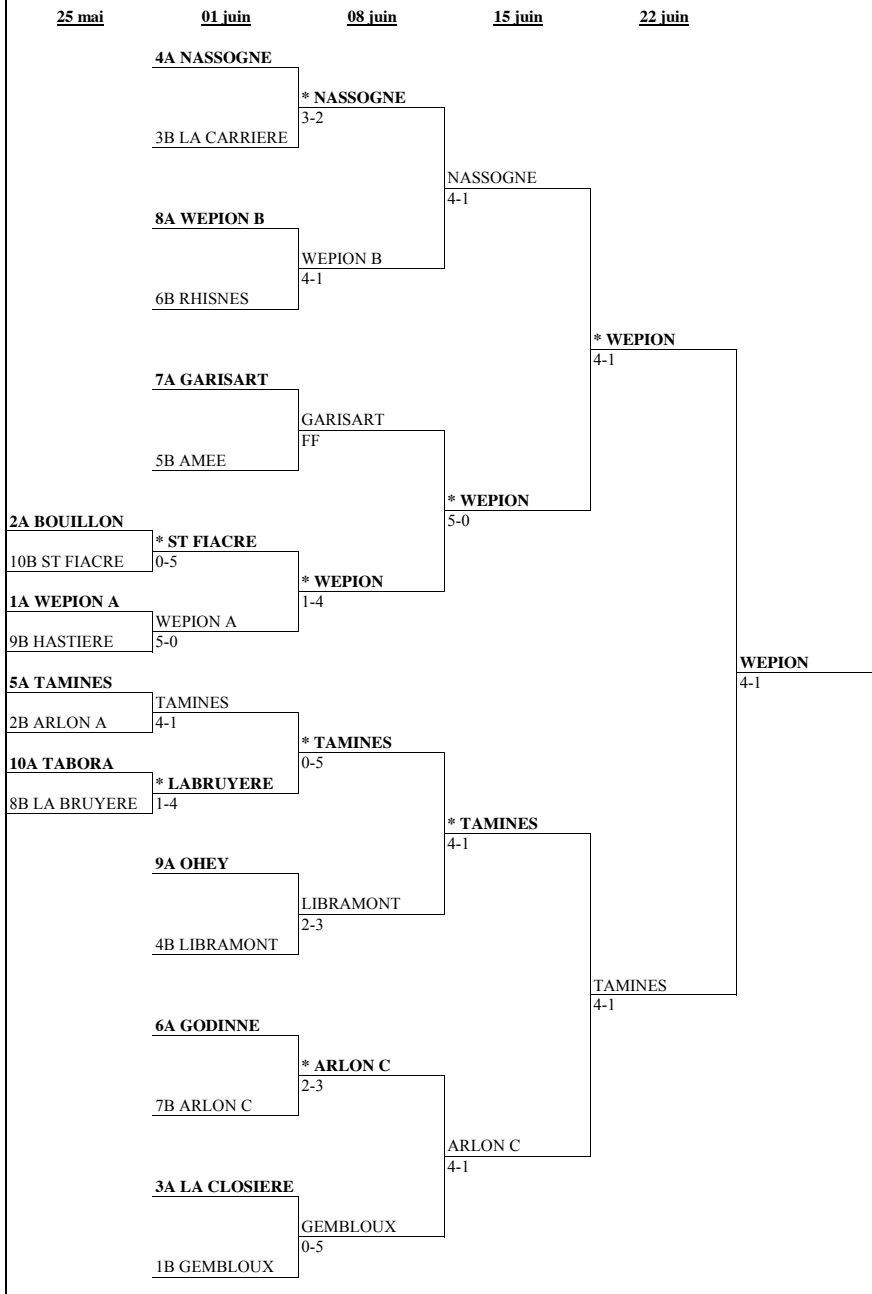 25 mai 01 juin 08 juin 15 juin 22 juin
4A NASSOGNE
* NASSOGNE
3-2
3B LA CARRIERE
NASSOGNE
4-1
8A WEPION B
WEPION B
4-1
6B RHISNES
* WEPION
4-1
7A GARISART
GARISART
FF
5B AMEE
* WEPION
5-0
2A BOUILLON
* ST FIACRE
10B ST FIACRE 0-5
* WEPION
1-4
1A WEPION A
WEPION A
9B HASTIERE 5-0
WEPION
4-1
5A TAMINES
TAMINES
2B ARLON A 4-1
* TAMINES
0-5
10A TABORA
* LABRUYERE
8B LA BRUYERE 1-4
* TAMINES
4-1
9A OHEY
LIBRAMONT
2-3
4B LIBRAMONT
TAMINES
4-1
6A GODINNE
* ARLON C
2-3
7B ARLON C
ARLON C
4-1
3A LA CLOSIERE
GEMBLOUX
0-5
1B GEMBLOUX